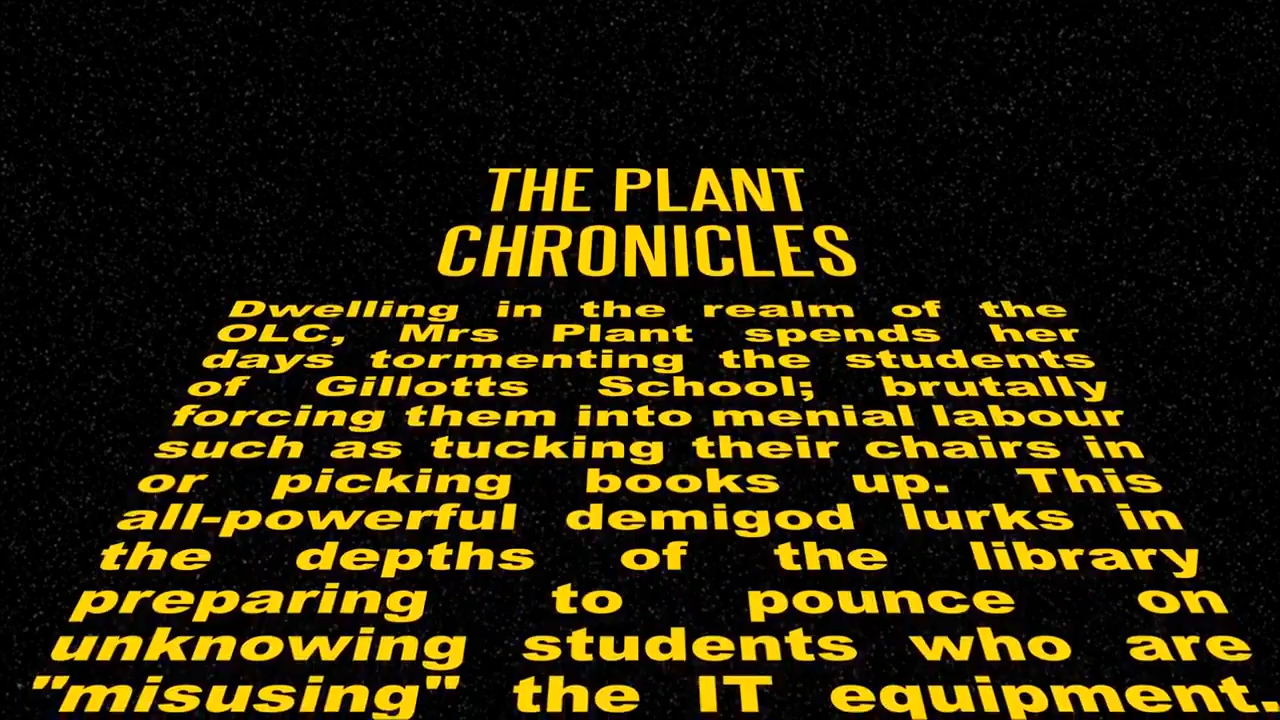 THE PLANT
CHRONICLES
Dwelling in the realm of the
OLC, Mrs Plant spends her
days tormenting the students
of Gillotts School; brutally
forcing them into menial labour
such as tucking their chairs in
or picking books up. This
all-powerful demigod lurks in
the depths of the library
preparing to pounce on
unknowing students who are
"misusing" the IT equipment.